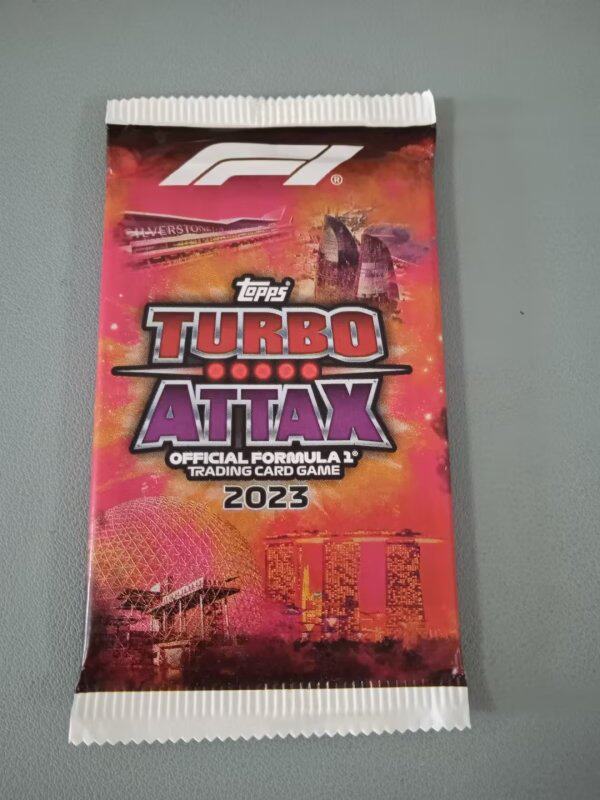 F1®
SILVERSTONE
Topps®
TURBO
ATTAX
OFFICIAL FORMULA 1®
TRADING CARD GAME
2023